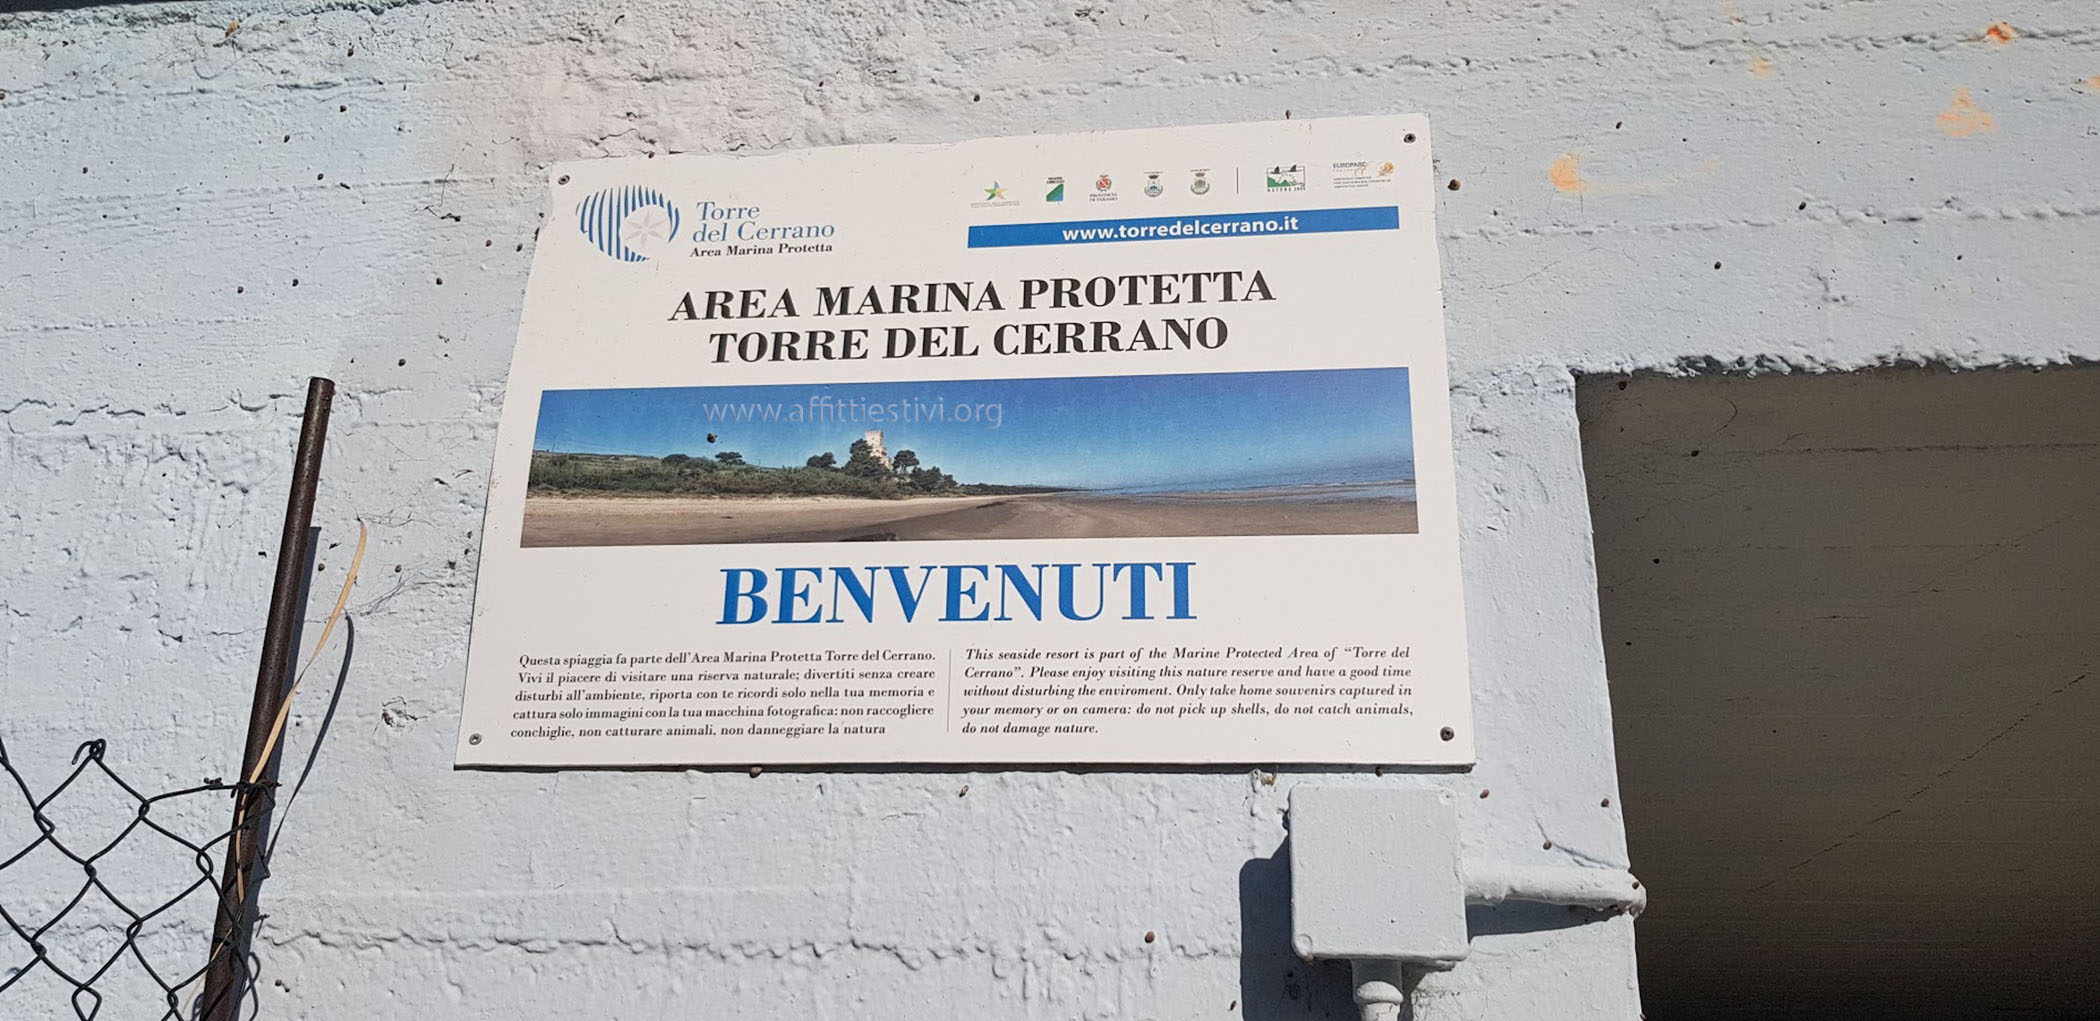 Torre
del Cerrano
Area Marina Protetta
PROVINCIA
DI TERAMO
NATURA 2000
EUROPARC
www.torredelcerrano.it
AREA MARINA PROTETTA
TORRE DEL CERRANO
www.affittiestivi.org
BENVENUTI
Questa spiaggia fa parte dell'Area Marina Protetta Torre del Cerrano.
Vivi il piacere di visitare una riserva naturale; divertiti senza creare
disturbi all'ambiente, riporta con te ricordi solo nella tua memoria e
cattura solo immagini con la tua macchina fotografica: non raccogliere
conchiglie, non catturare animali, non danneggiare la natura
This seaside resort is part of the Marine Protected Area of “Torre del
Cerrano”. Please enjoy visiting this nature reserve and have a good time
without disturbing the enviroment. Only take home souvenirs captured in
your memory or on camera: do not pick up shells, do not catch animals,
do not damage nature.